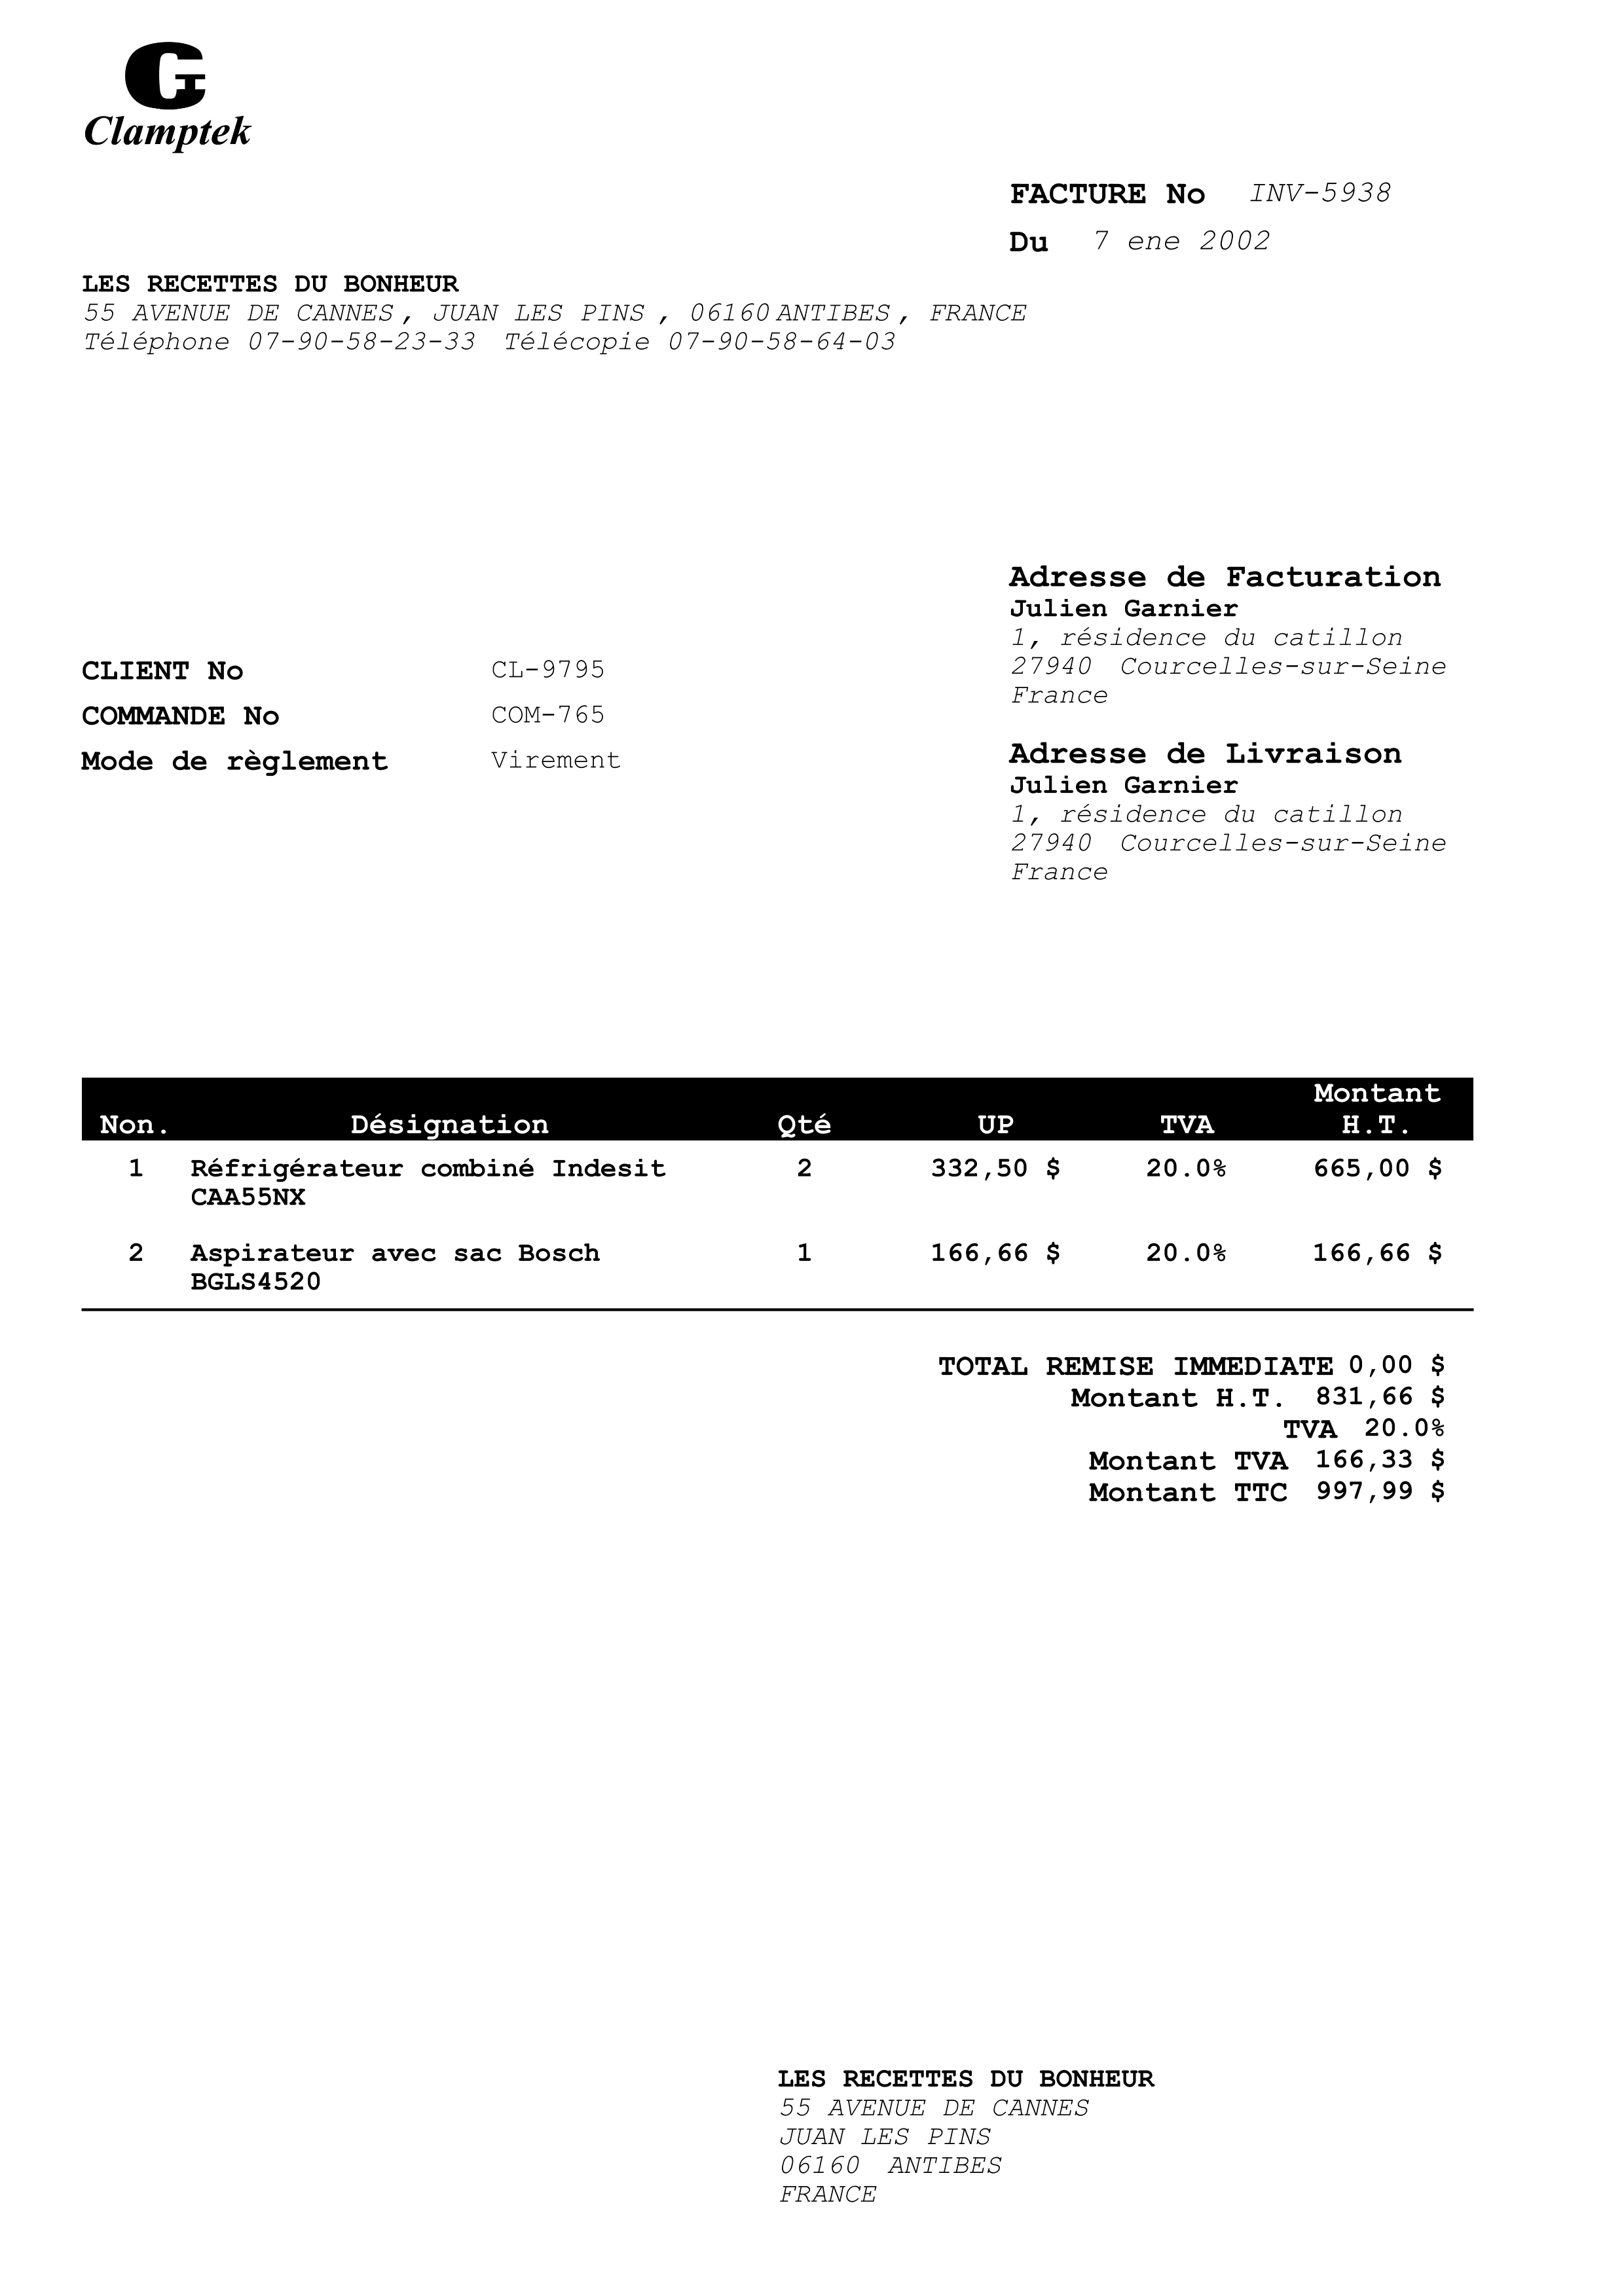 Clamptek
FACTURE No INV-5938
Du 7 ene 2002
LES RECETTES DU BONHEUR
55 AVENUE DE CANNES, JUAN LES PINS, 06160 ANTIBES, FRANCE
Téléphone 07-90-58-23-33 Télécopie 07-90-58-64-03
Adresse de Facturation
Julien Garnier
1, résidence du catillon
27940 Courcelles-sur-Seine
France
CLIENT No CL-9795
COMMANDE No COM-765
Mode de règlement Virement
Adresse de Livraison
Julien Garnier
1, résidence du catillon
27940 Courcelles-sur-Seine
France
Non. Désignation Qté UP TVA Montant H.T.
1 Réfrigérateur combiné Indesit 2 332,50 $ 20.0% 665,00 $
CAA55NX
2 Aspirateur avec sac Bosch 1 166,66 $ 20.0% 166,66 $
BGLS4520
TOTAL REMISE IMMEDIATE 0,00 $
Montant H.T. 831,66 $
TVA 20.0%
Montant TVA 166,33 $
Montant TTC 997,99 $
LES RECETTES DU BONHEUR
55 AVENUE DE CANNES
JUAN LES PINS
06160 ANTIBES
FRANCE